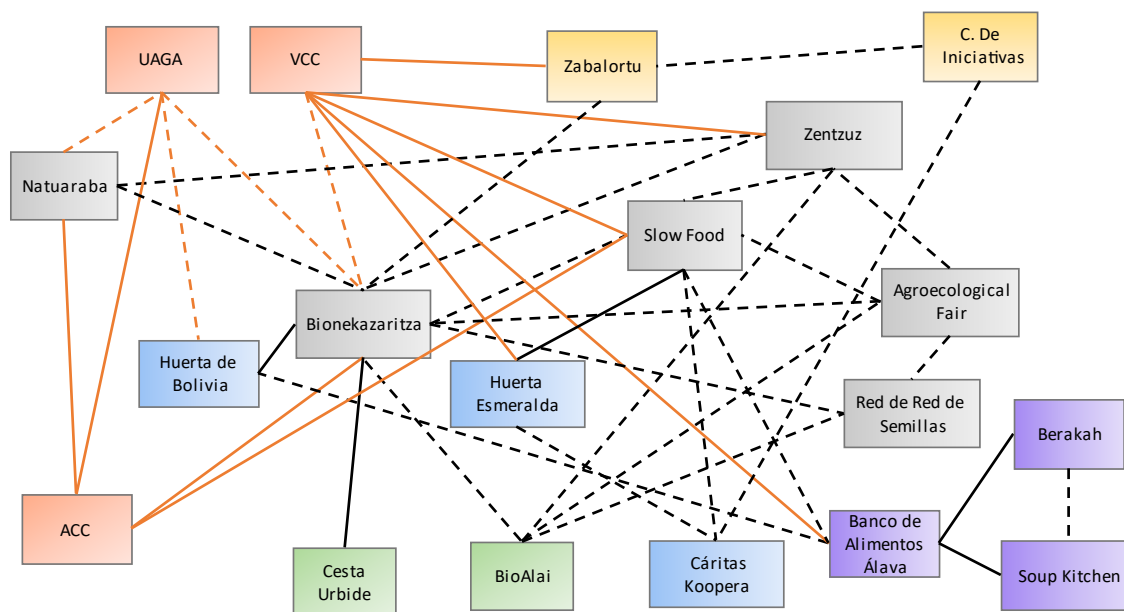 UAGA
VCC
Zabalortu
C. De
Iniciativas
Zentzuz
Natuaraba
Slow Food
Bionekazaritza
Agroecological
Fair
Huerta de
Bolivia
Huerta
Esmeralda
Red de Red de
Semillas
Berakah
ACC
Cesta
Urbide
BioAlai
Cáritas
Koopera
Banco de
Alimentos
Álava
Soup Kitchen